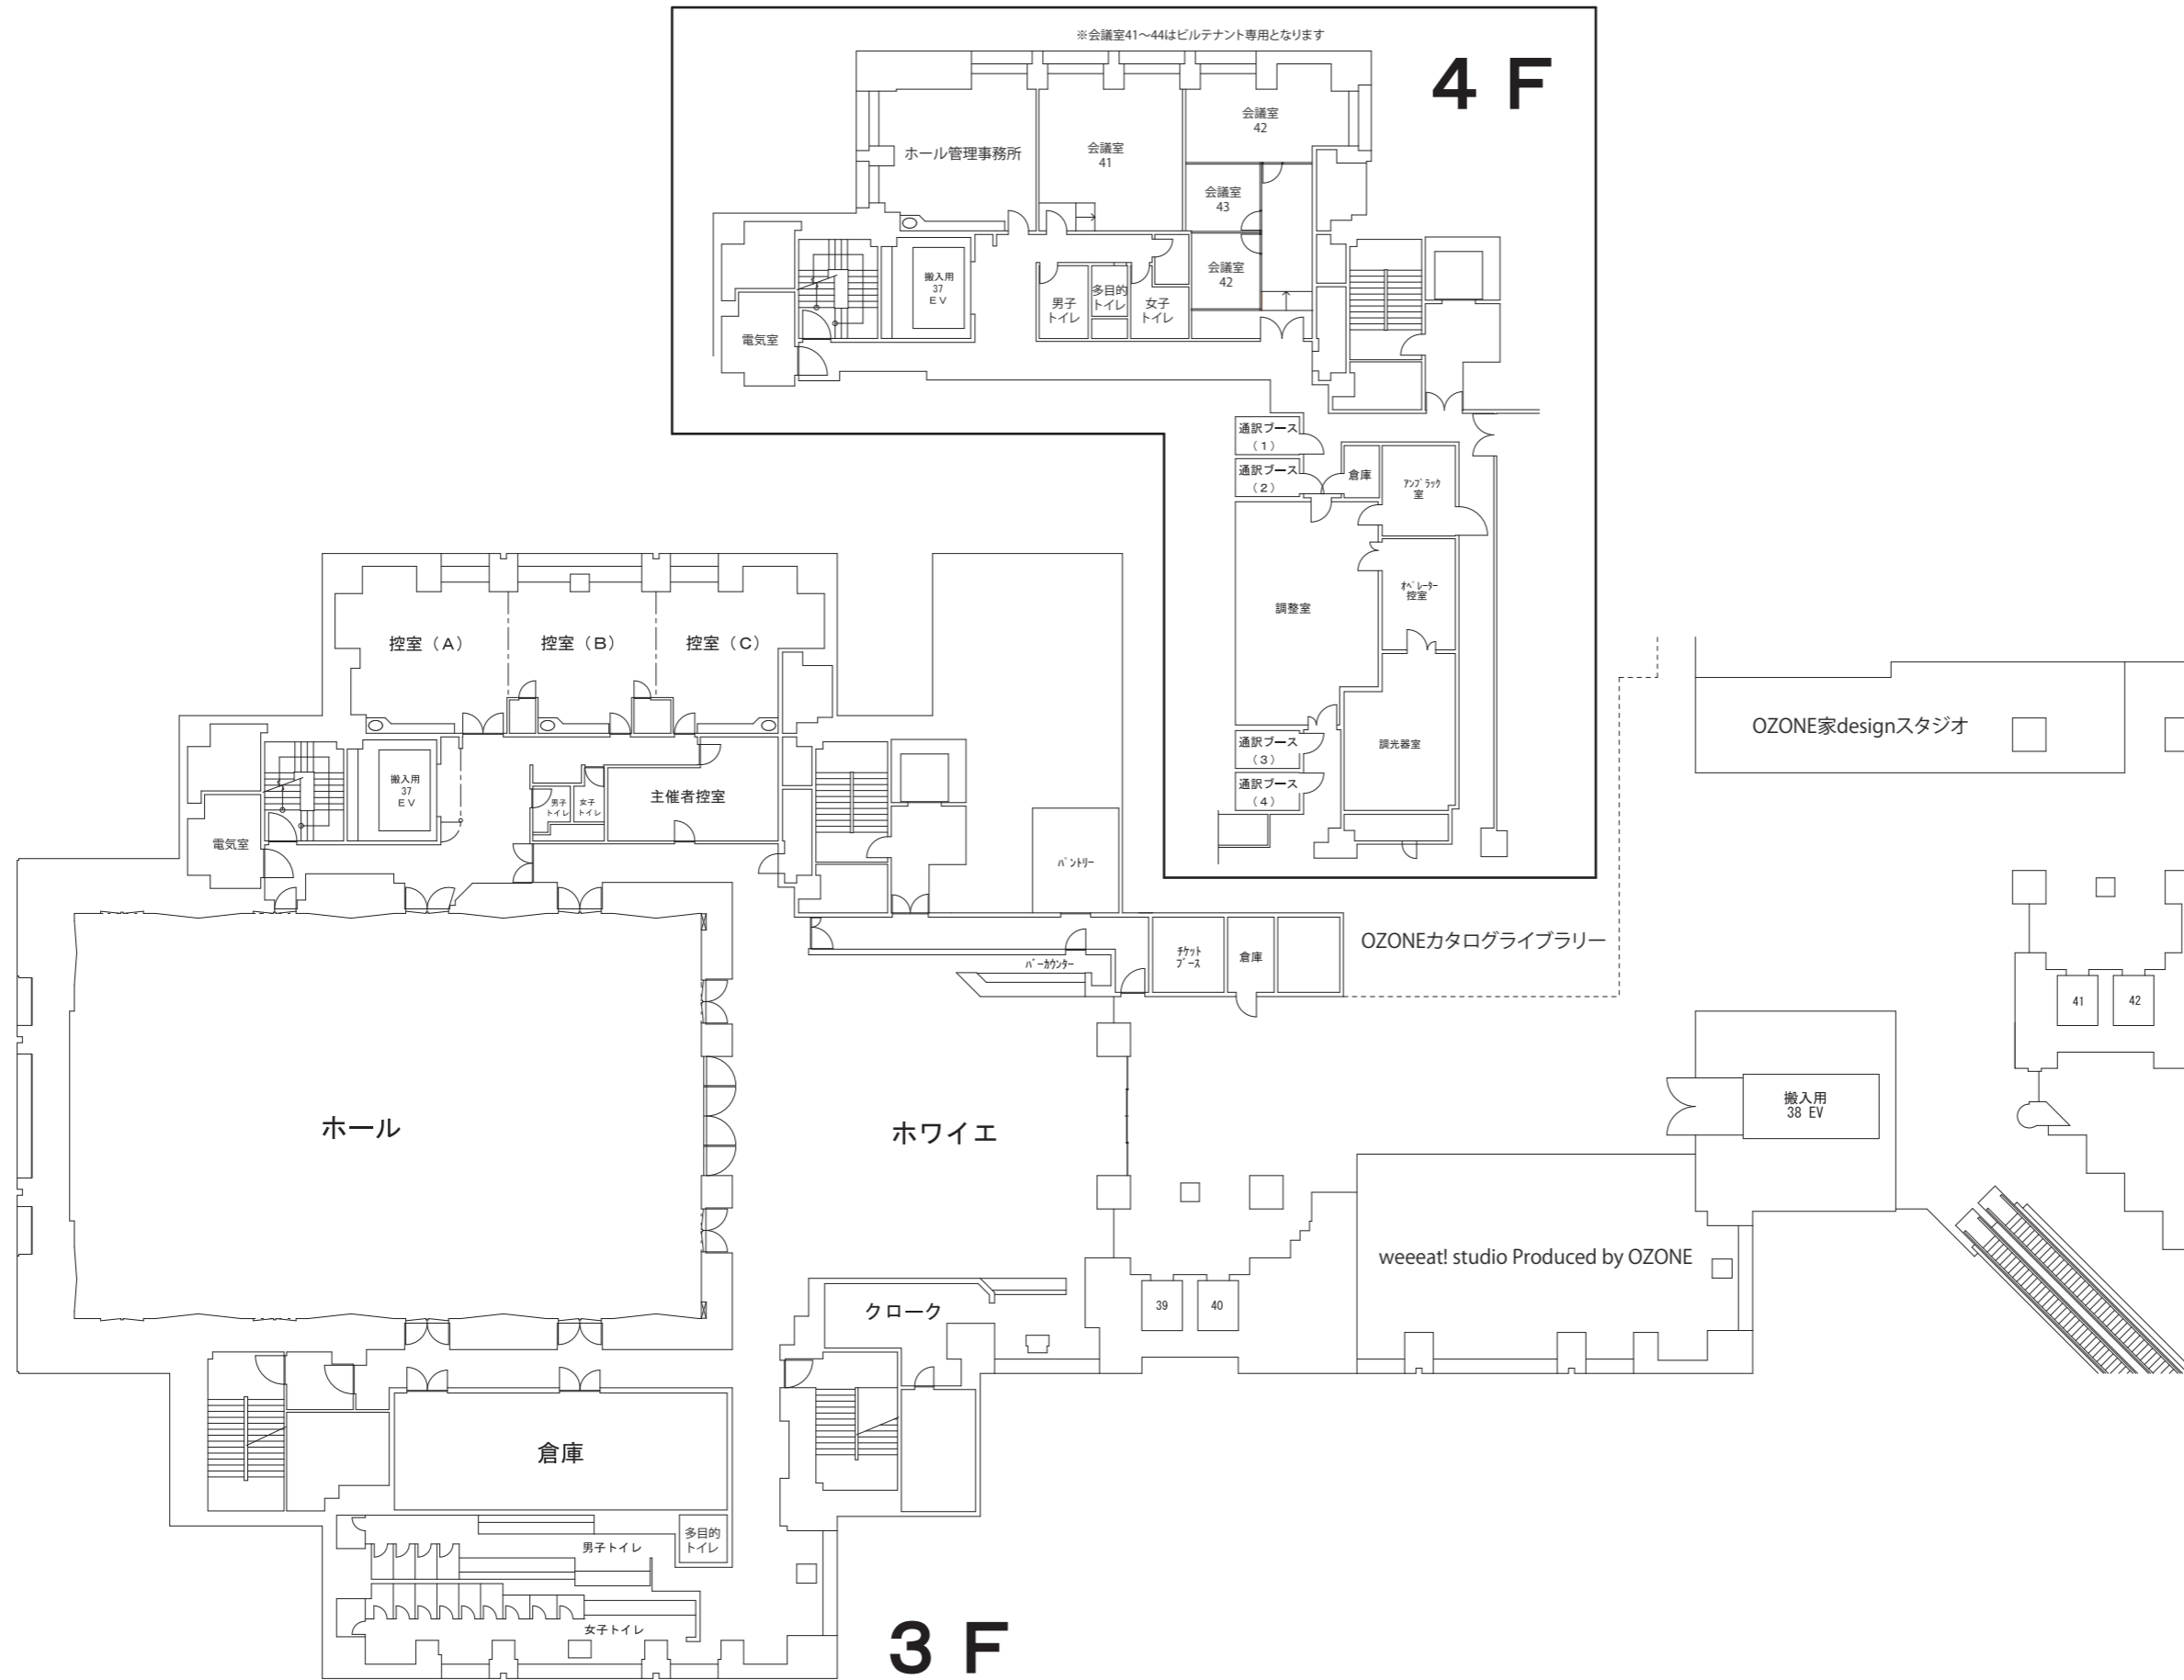 ※会議室41～44はビルテナント専用となります
4 F
ホール管理事務所
会議室
41
会議室
42
会議室
43
会議室
42
搬入用
37
E V
男子
トイレ
多目的
トイレ
女子
トイレ
電気室
通訳ブース
(1)
通訳ブース
(2)
倉庫
ｱﾝﾌﾟﾗｯｸ
室
調整室
ｵﾍﾟﾚｰﾀｰ
控室
通訳ブース
(3)
通訳ブース
(4)
調光器室
控室(A)
控室(B)
控室(C)
搬入用
37
E V
男子
トイレ
女子
トイレ
主催者控室
電気室
ﾊﾟﾝﾄﾘｰ
ﾊﾞｰｶｳﾝﾀｰ
ﾁｹｯﾄ
ﾌﾞｰｽ
倉庫
OZONEカタログライブラリー
OZONE家designスタジオ
41
42
搬入用
38 EV
ホール
ホワイエ
weeeat! studio Produced by OZONE
クローク
39
40
倉庫
多目的
トイレ
男子トイレ
女子トイレ
3 F